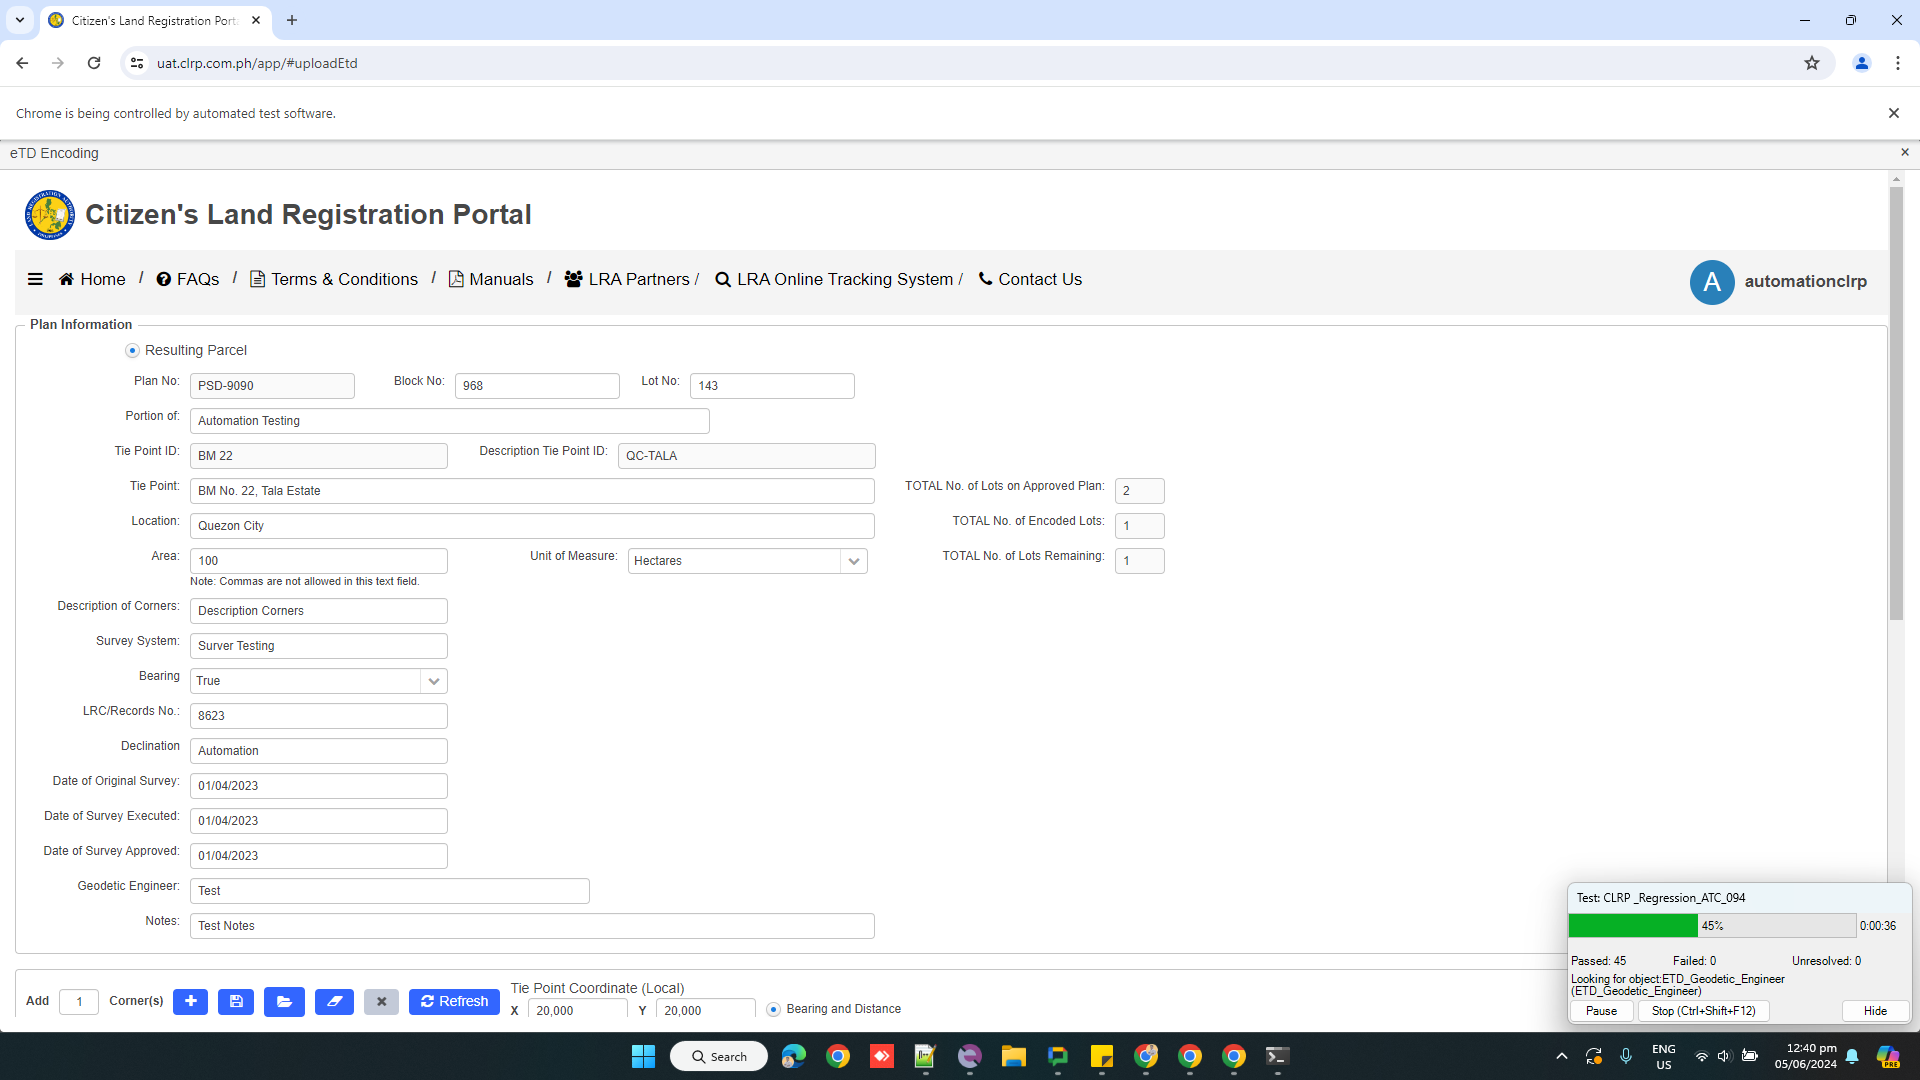 Citizen's Land Registration Porta
uat.clrp.com.ph/app/#uploadEtd
Chrome is being controlled by automated test software.
eTD Encoding
Citizen's Land Registration Portal
Home / FAQs / Terms & Conditions / Manuals / LRA Partners / LRA Online Tracking System / Contact Us
A automationclrp
Plan Information
Resulting Parcel
Plan No: PSD-9090 Block No: 968 Lot No: 143
Portion of: Automation Testing
Tie Point ID: BM 22 Description Tie Point ID: QC-TALA
Tie Point: BM No. 22, Tala Estate TOTAL No. of Lots on Approved Plan: 2
Location: Quezon City TOTAL No. of Encoded Lots: 1
Area: 100 Unit of Measure: Hectares TOTAL No. of Lots Remaining: 1
Note: Commas are not allowed in this text field.
Description of Corners: Description Corners
Survey System: Surver Testing
Bearing True
LRC/Records No.: 8623
Declination Automation
Date of Original Survey: 01/04/2023
Date of Survey Executed: 01/04/2023
Date of Survey Approved: 01/04/2023
Geodetic Engineer: Test
Notes: Test Notes
Add 1 Corner(s) Refresh
Tie Point Coordinate (Local)
X 20,000 Y 20,000 Bearing and Distance
Test: CLRP _Regression_ATC_094
45% 0:00:36
Passed: 45 Failed: 0 Unresolved: 0
Looking for object:ETD_Geodetic_Engineer
(ETD_Geodetic_Engineer)
Pause Stop (Ctrl+Shift+F12) Hide
Search
ENG
US
12:40 pm
05/06/2024
PRE